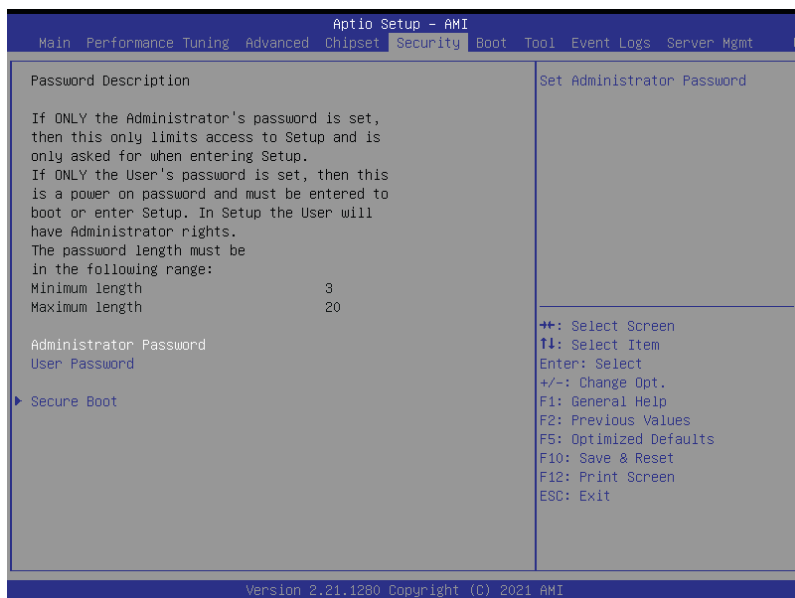 Aptio Setup – AMI
Main Performance Tuning Advanced Chipset Security Boot Tool Event Logs Server Mgmt
Password Description
If ONLY the Administrator's password is set,
then this only limits access to Setup and is
only asked for when entering Setup.
If ONLY the User's password is set, then this
is a power on password and must be entered to
boot or enter Setup. In Setup the User will
have Administrator rights.
The password length must be
in the following range:
Minimum length 3
Maximum length 20
Administrator Password
User Password
Secure Boot
Set Administrator Password
→←: Select Screen
↑↓: Select Item
Enter: Select
+/-: Change Opt.
F1: General Help
F2: Previous Values
F5: Optimized Defaults
F10: Save & Reset
F12: Print Screen
ESC: Exit
Version 2.21.1280 Copyright (C) 2021 AMI